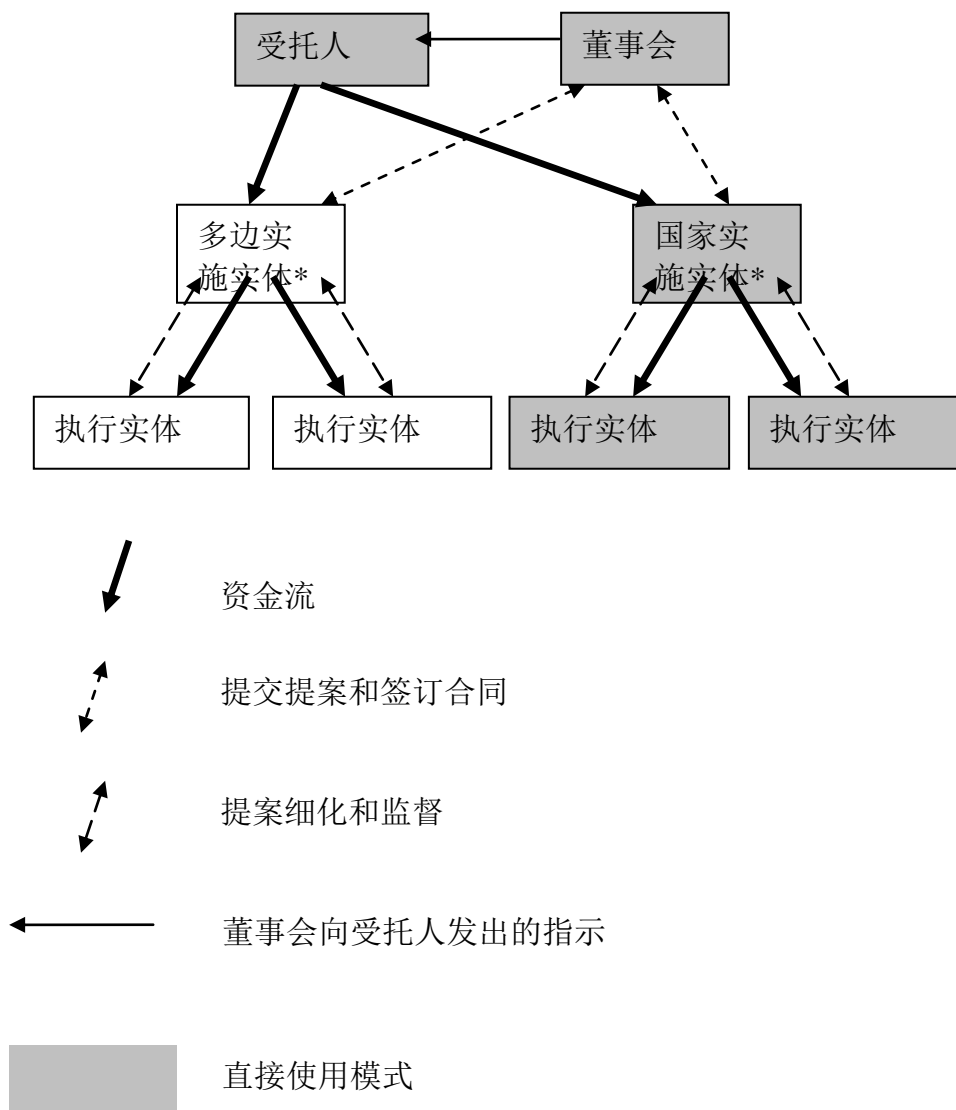 受托人
董事会
多边实
施实体*
国家实
施实体*
执行实体
执行实体
执行实体
执行实体
资金流
提交提案和签订合同
提案细化和监督
董事会向受托人发出的指示
直接使用模式